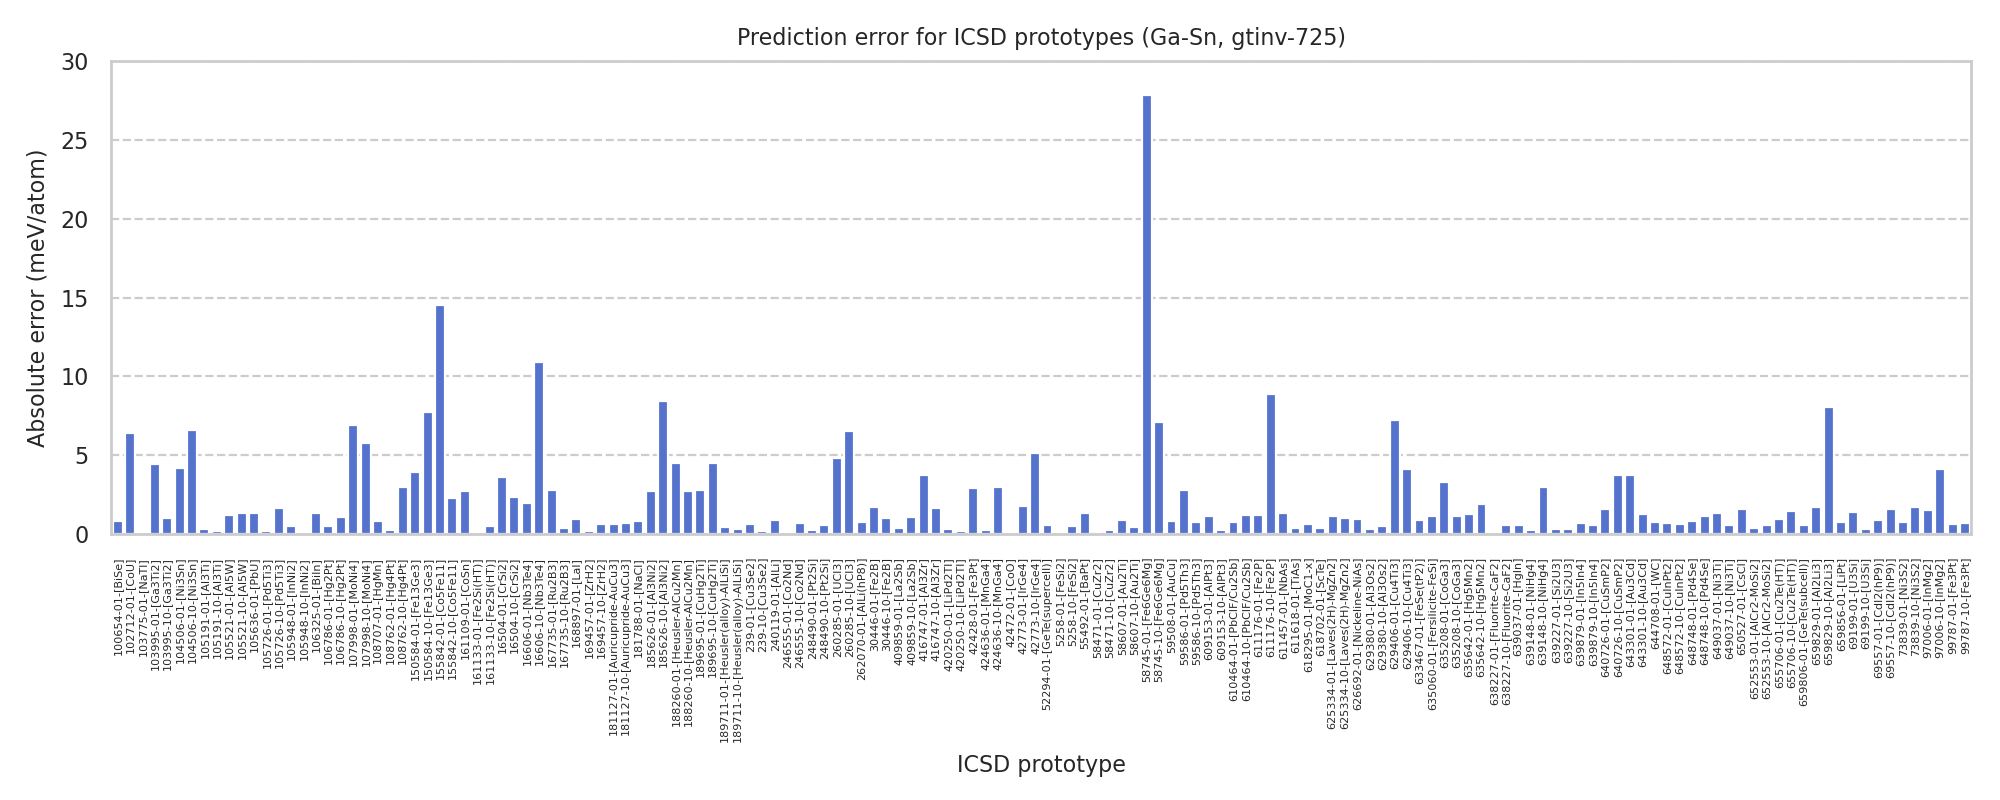 Prediction error for ICSD prototypes (Ga-Sn, gtinv-725)
Absolute error (meV/atom)
30
25
20
15
10
5
0
100654-01-[BiSe]
102712-01-[CoU]
103775-01-[NaTl]
103995-01-[Ga3Ti2]
103995-10-[Ga3Ti2]
104506-01-[Ni3Sn]
104506-10-[Ni3Sn]
105191-01-[Al3Ti]
105191-10-[Al3Ti]
105521-01-[Al5W]
105521-10-[Al5W]
105636-01-[PbU]
105726-01-[Pd5Ti3]
105726-10-[Pd5Ti3]
105948-01-[InNi2]
105948-10-[InNi2]
106325-01-[BiIn]
106786-01-[Hg2Pt]
106786-10-[Hg2Pt]
107998-01-[MoNi4]
107998-10-[MoNi4]
108707-01-[HgMn]
108762-01-[Hg4Pt]
108762-10-[Hg4Pt]
150584-01-[Fe13Ge3]
150584-10-[Fe13Ge3]
155842-01-[Co5Fe11]
155842-10-[Co5Fe11]
161109-01-[CoSn]
161133-01-[Fe2Si(HT)]
161133-10-[Fe2Si(HT)]
16504-01-[CrSi2]
16504-10-[CrSi2]
16606-01-[Nb3Te4]
16606-10-[Nb3Te4]
167735-01-[Ru2B3]
167735-10-[Ru2B3]
168897-01-[LaI]
169457-01-[ZrH2]
169457-10-[ZrH2]
181127-01-[Auricupride-AuCu3]
181127-10-[Auricupride-AuCu3]
181788-01-[NaCl]
185626-01-[Al3Ni2]
185626-10-[Al3Ni2]
188260-01-[Heusler-AlCu2Mn]
188260-10-[Heusler-AlCu2Mn]
189695-01-[CuHg2Ti]
189695-10-[CuHg2Ti]
189711-01-[Heusler(alloy)-AlLiSi]
189711-10-[Heusler(alloy)-AlLiSi]
239-01-[Cu3Se2]
239-10-[Cu3Se2]
240119-01-[AlLi]
246555-01-[Co2Nd]
246555-10-[Co2Nd]
248490-01-[Pt2Si]
248490-10-[Pt2Si]
260285-01-[UCl3]
260285-10-[UCl3]
262070-01-[AlLi(hP8)]
30446-01-[Fe2B]
30446-10-[Fe2B]
409859-01-[La2Sb]
409859-10-[La2Sb]
416747-01-[Al3Zr]
416747-10-[Al3Zr]
420250-01-[LiPd2Tl]
420250-10-[LiPd2Tl]
42428-01-[Fe3Pt]
424636-01-[MnGa4]
424636-10-[MnGa4]
42472-01-[CoO]
42773-01-[IrGe4]
42773-10-[IrGe4]
52294-01-[GeTe(supercell)]
5258-01-[FeSi2]
5258-10-[FeSi2]
55492-01-[BaPt]
58471-01-[CuZr2]
58471-10-[CuZr2]
58607-01-[Au2Ti]
58607-10-[Au2Ti]
58745-01-[Fe6Ge6Mg]
58745-10-[Fe6Ge6Mg]
59508-01-[AuCu]
59586-01-[Pd5Th3]
59586-10-[Pd5Th3]
609153-01-[AlPt3]
609153-10-[AlPt3]
610464-01-[PbClF/Cu2Sb]
610464-10-[PbClF/Cu2Sb]
611176-01-[Fe2P]
611176-10-[Fe2P]
611457-01-[NbAs]
611618-01-[TiAs]
618295-01-[MoC1-x]
618702-01-[ScTe]
625334-01-[Laves(2H)-MgZn2]
625334-10-[Laves(2H)-MgZn2]
626692-01-[Nickeline-NiAs]
629380-01-[Al3Os2]
629380-10-[Al3Os2]
629406-01-[Cu4Ti3]
629406-10-[Cu4Ti3]
633467-01-[FeSe(tP2)]
635060-01-[Fersilicite-FeSi]
635208-01-[CoGa3]
635208-10-[CoGa3]
635642-01-[Hg5Mn2]
635642-10-[Hg5Mn2]
638227-01-[Fluorite-CaF2]
638227-10-[Fluorite-CaF2]
639037-01-[HgIn]
639148-01-[NiHg4]
639148-10-[NiHg4]
639227-01-[Si2U3]
639227-10-[Si2U3]
639879-01-[In5In4]
639879-10-[In5In4]
640726-01-[CuSmP2]
640726-10-[CuSmP2]
643301-01-[Au3Cd]
643301-10-[Au3Cd]
644708-01-[WC]
648572-01-[CuInPt2]
648572-10-[CuInPt2]
648748-01-[Pd4Se]
648748-10-[Pd4Se]
649037-01-[Ni3Ti]
649037-10-[Ni3Ti]
650527-01-[CsCl]
652553-01-[AlCr2-MoSi2]
652553-10-[AlCr2-MoSi2]
655706-01-[Cu2Te(HT)]
655706-10-[Cu2Te(HT)]
659806-01-[GeTe(subcell)]
659829-01-[Al2Li3]
659829-10-[Al2Li3]
659856-01-[LiPt]
69199-01-[U3Si]
69199-10-[U3Si]
69557-01-[CdI2(hP9)]
69557-10-[CdI2(hP9)]
73839-01-[Ni3S2]
73839-10-[Ni3S2]
97006-01-[InMg2]
97006-10-[InMg2]
99787-01-[Fe3Pt]
99787-10-[Fe3Pt]
ICSD prototype